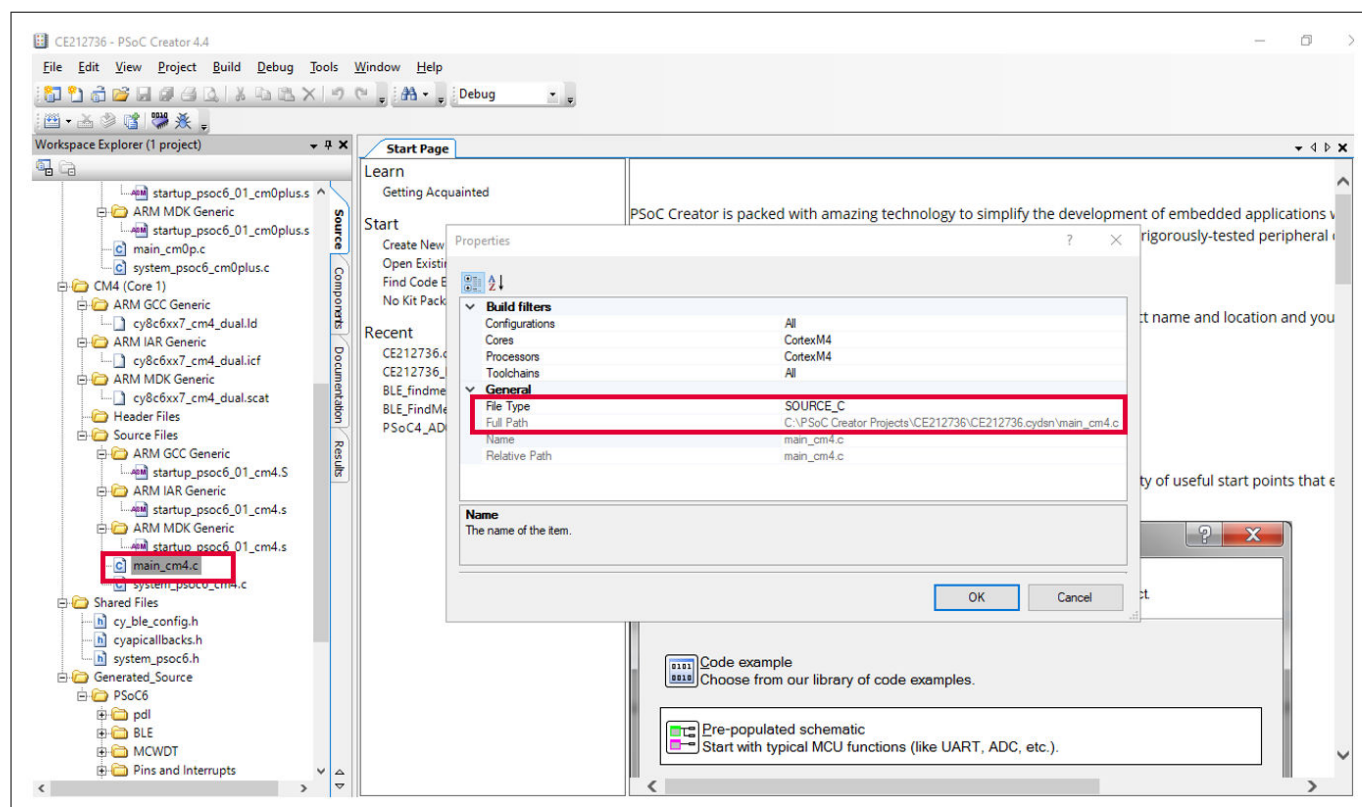 CE212736 - PSoC Creator 4.4
File Edit View Project Build Debug Tools Window Help
Debug
Workspace Explorer (1 project)
startup_psoc6_01_cm0plus.s
ARM MDK Generic
startup_psoc6_01_cm0plus.s
main_cm0p.c
system_psoc6_cm0plus.c
CM4 (Core 1)
ARM GCC Generic
cy8c6xx7_cm4_dual.ld
ARM IAR Generic
cy8c6xx7_cm4_dual.icf
ARM MDK Generic
cy8c6xx7_cm4_dual.scat
Header Files
Source Files
ARM GCC Generic
startup_psoc6_01_cm4.S
ARM IAR Generic
startup_psoc6_01_cm4.s
ARM MDK Generic
startup_psoc6_01_cm4.s
main_cm4.c
system_psoc6_cm4.c
Shared Files
cy_ble_config.h
cyapicallbacks.h
system_psoc6.h
Generated_Source
PSoC6
pdl
BLE
MCWDT
Pins and Interrupts
Source
Components
Documentation
Results
Start Page
Learn
Getting Acquainted
Start
Create New
Open Existi
Find Code E
No Kit Pack
Recent
CE212736.c
CE212736_
BLE_findme
BLE_FindMe
PSoC4_AD
PSoC Creator is packed with amazing technology to simplify the development of embedded applications
rigorously-tested peripheral
ct name and location and you
ty of useful start points that e
ct.
Properties
Build filters
Configurations All
Cores CortexM4
Processors CortexM4
Toolchains All
General
File Type SOURCE_C
Full Path C:\PSoC Creator Projects\CE212736\CE212736.cydsn\main_cm4.c
Name main_cm4.c
Relative Path main_cm4.c
Name
The name of the item.
OK Cancel
Code example
Choose from our library of code examples.
Pre-populated schematic
Start with typical MCU functions (like UART, ADC, etc.).